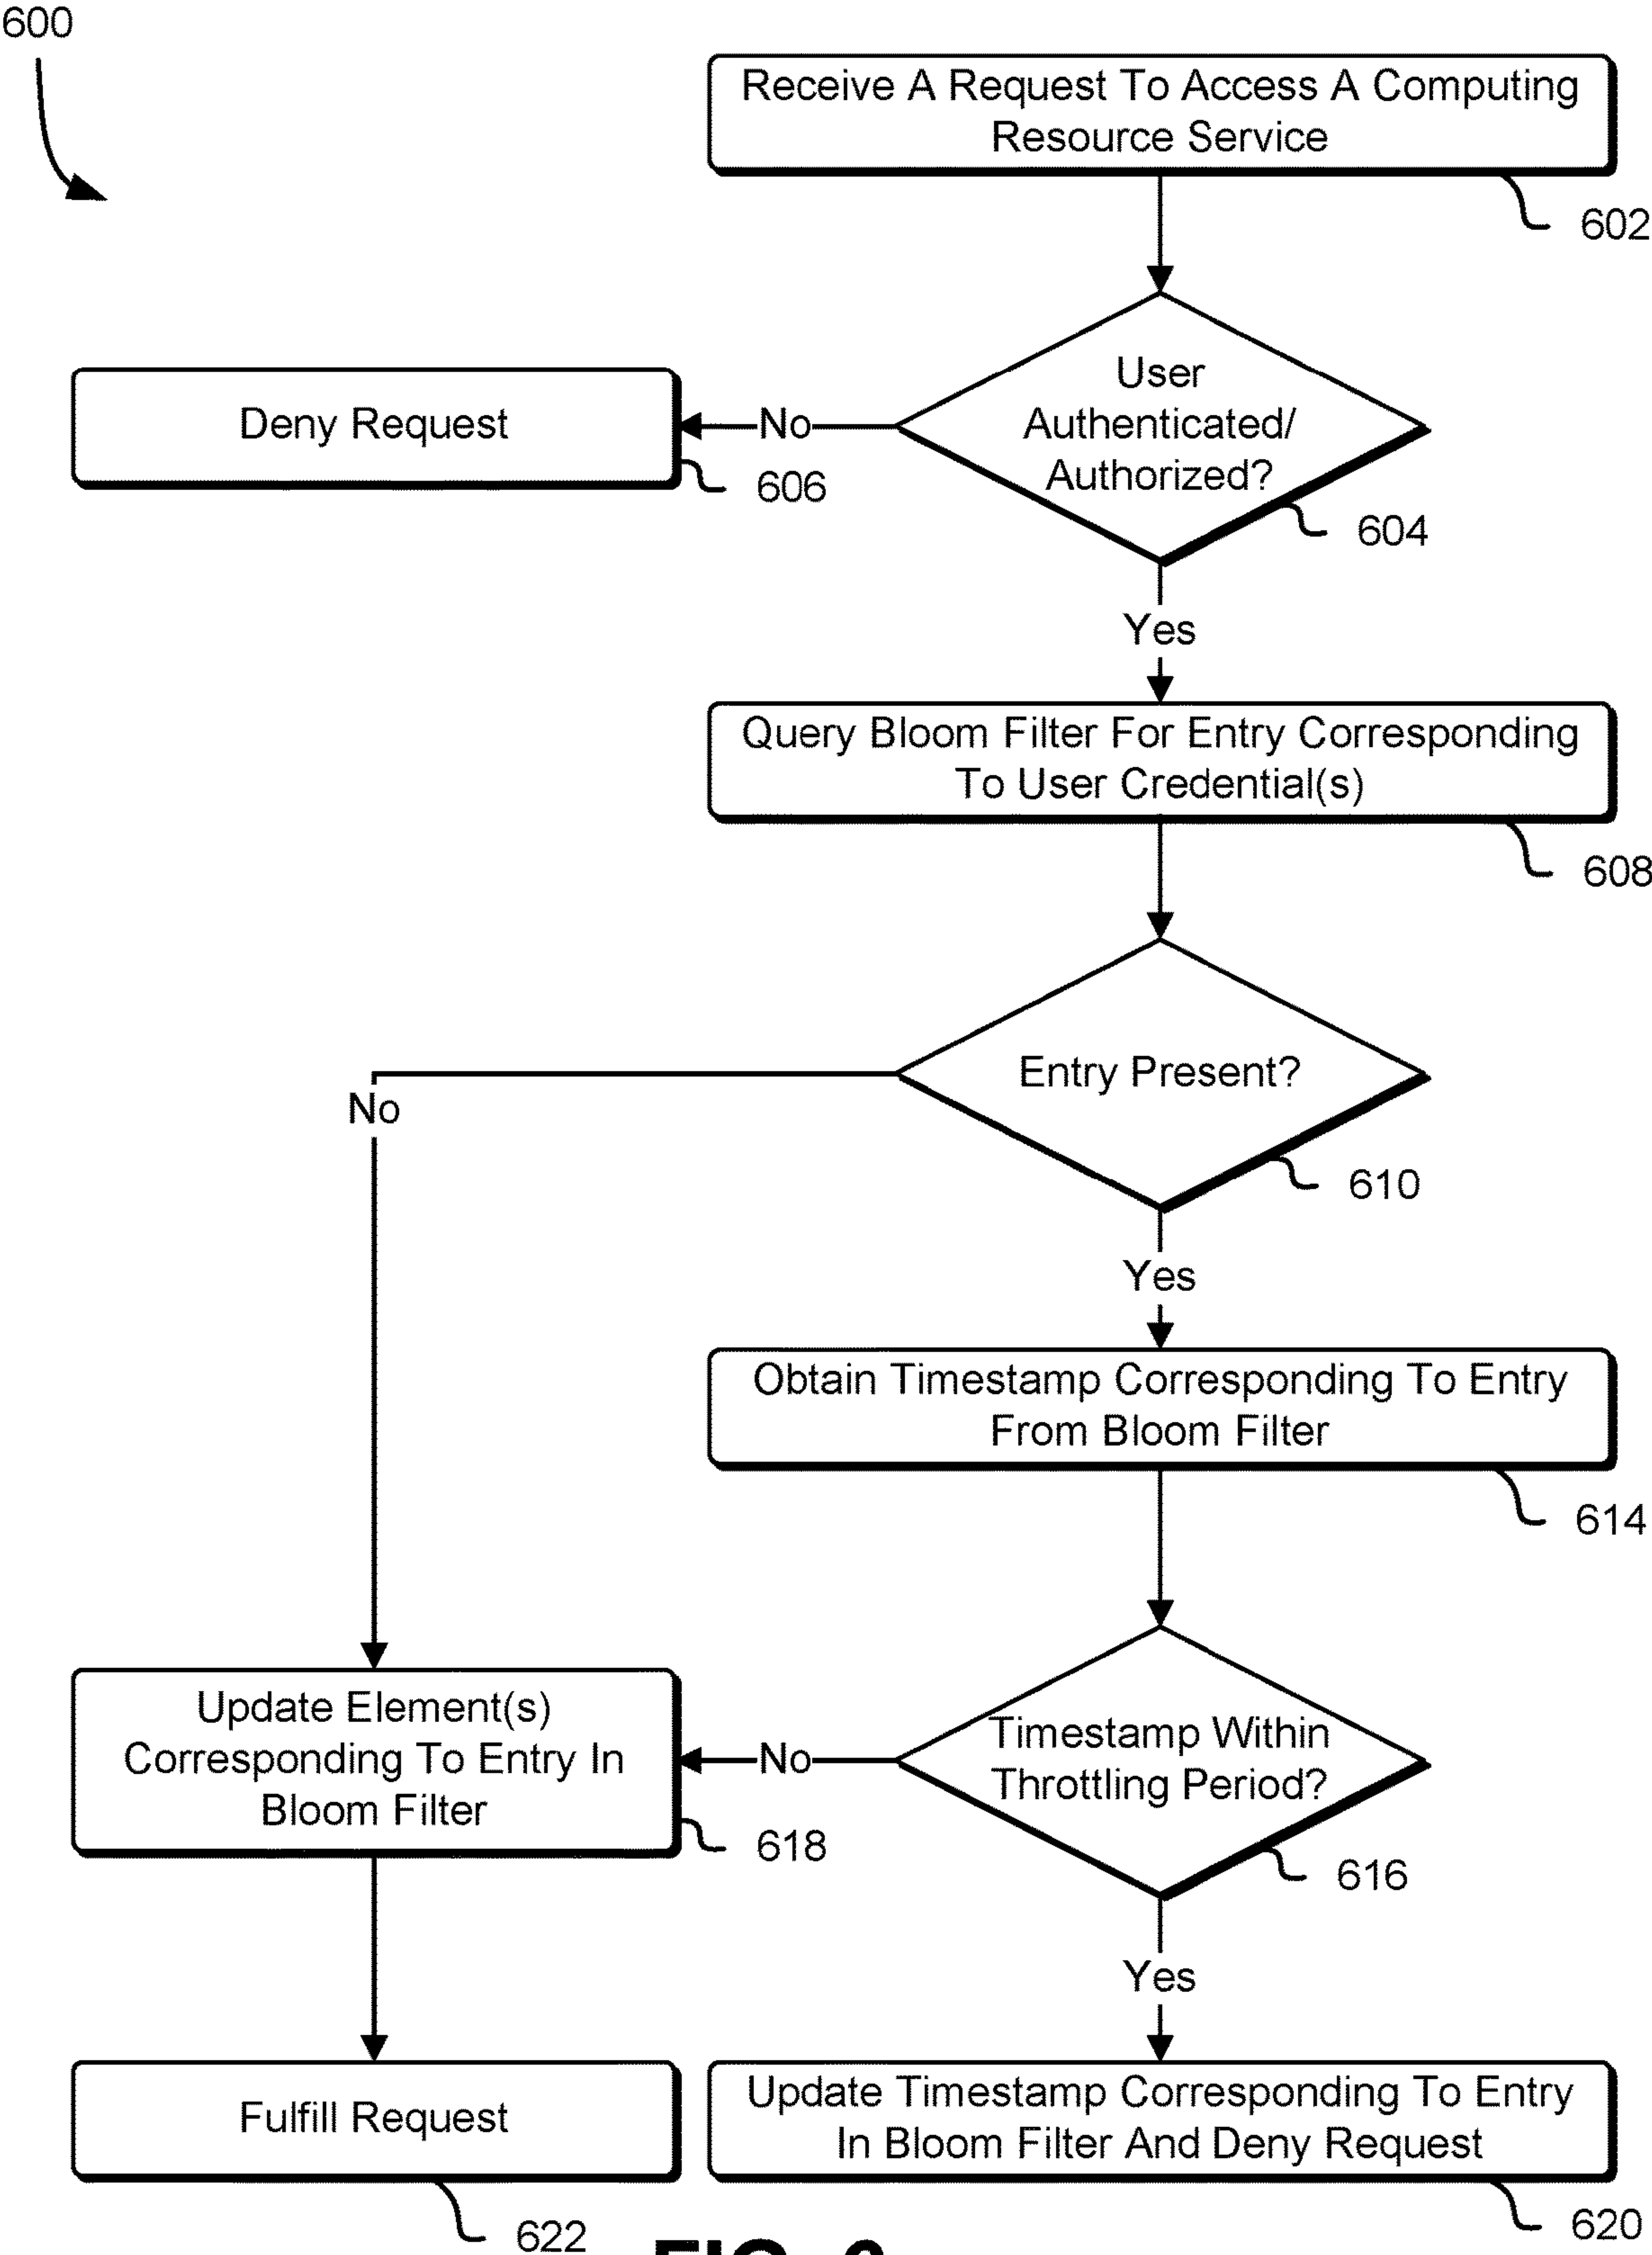 600
Receive A Request To Access A Computing
Resource Service
602
User
Authenticated/
Authorized?
604
No
Deny Request
606
Yes
Query Bloom Filter For Entry Corresponding
To User Credential(s)
608
Entry Present?
610
No
Yes
Obtain Timestamp Corresponding To Entry
From Bloom Filter
614
Timestamp Within
Throttling Period?
616
No
Update Element(s)
Corresponding To Entry In
Bloom Filter
618
Yes
Fulfill Request
622
Update Timestamp Corresponding To Entry
In Bloom Filter And Deny Request
620
FIG.